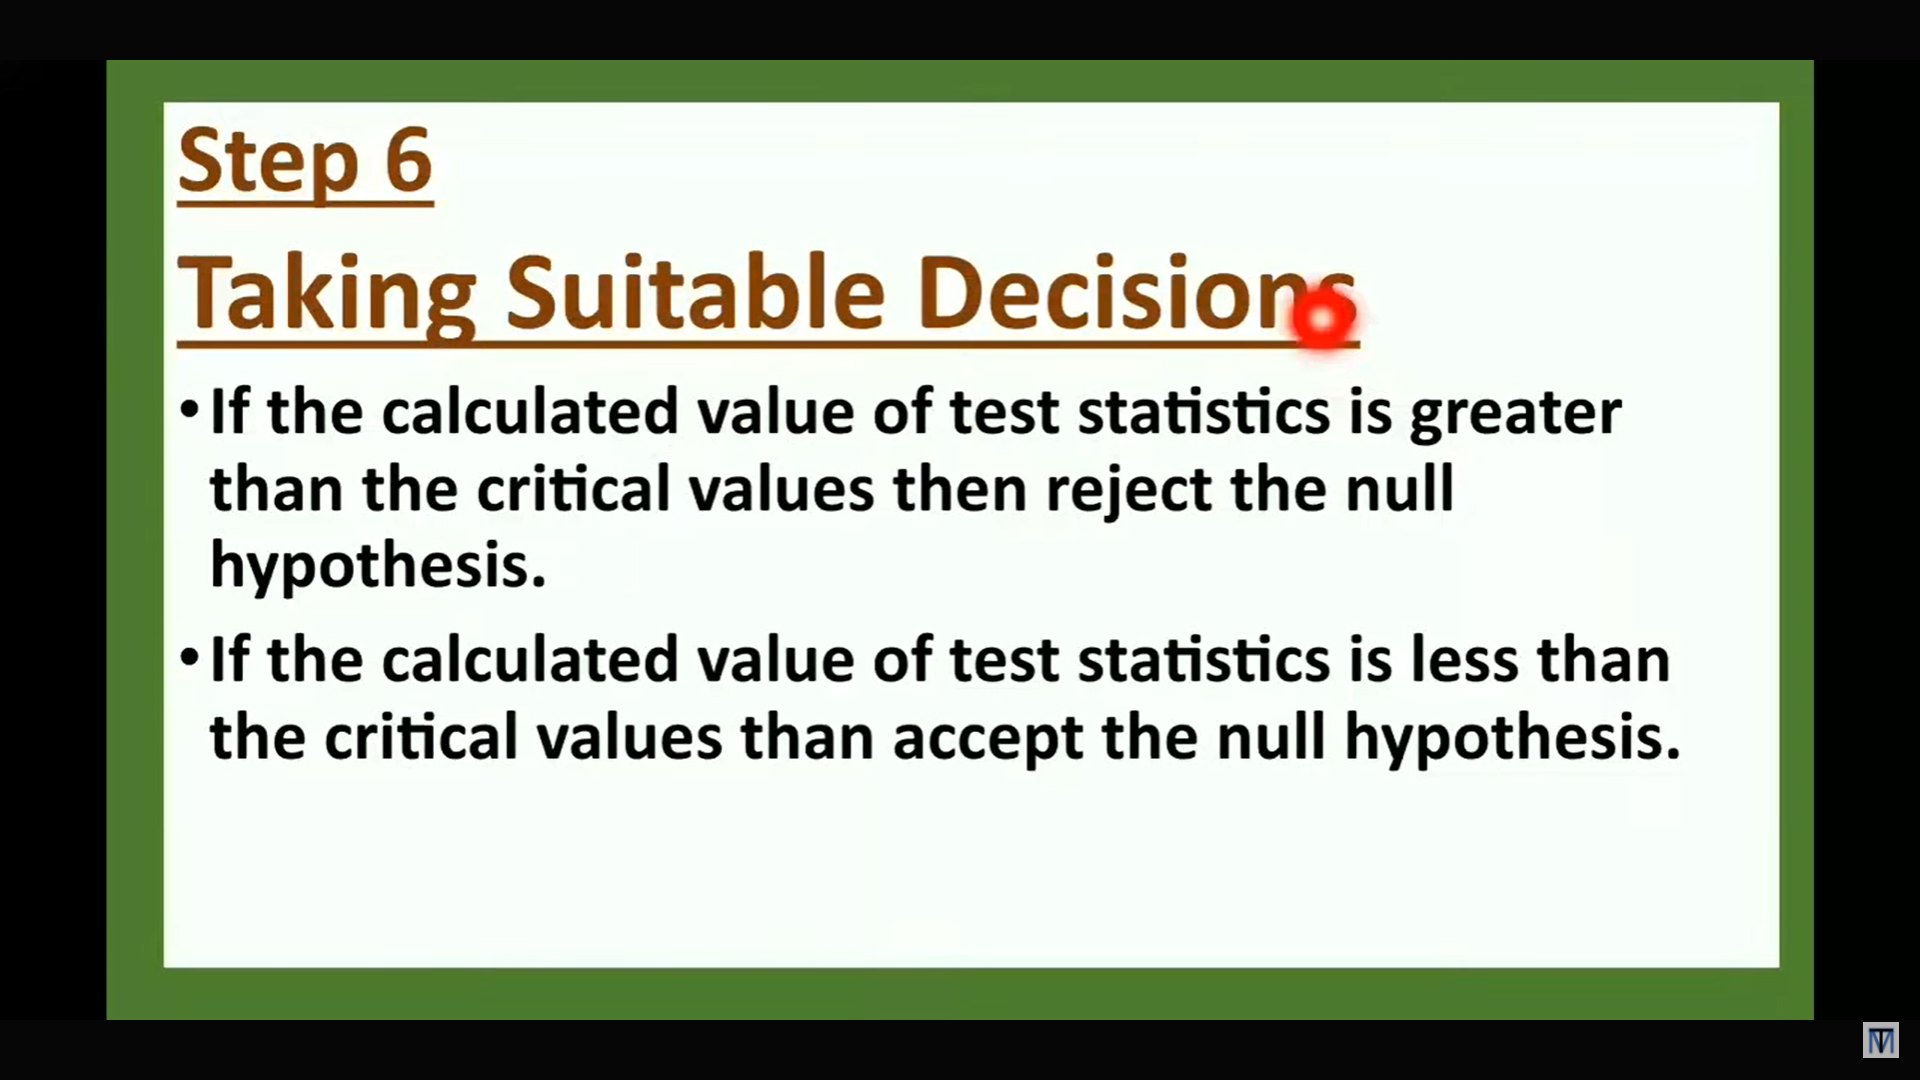 Step 6
Taking Suitable Decisions
•If the calculated value of test statistics is greater
than the critical values then reject the null
hypothesis.
•If the calculated value of test statistics is less than
the critical values than accept the null hypothesis.
TM